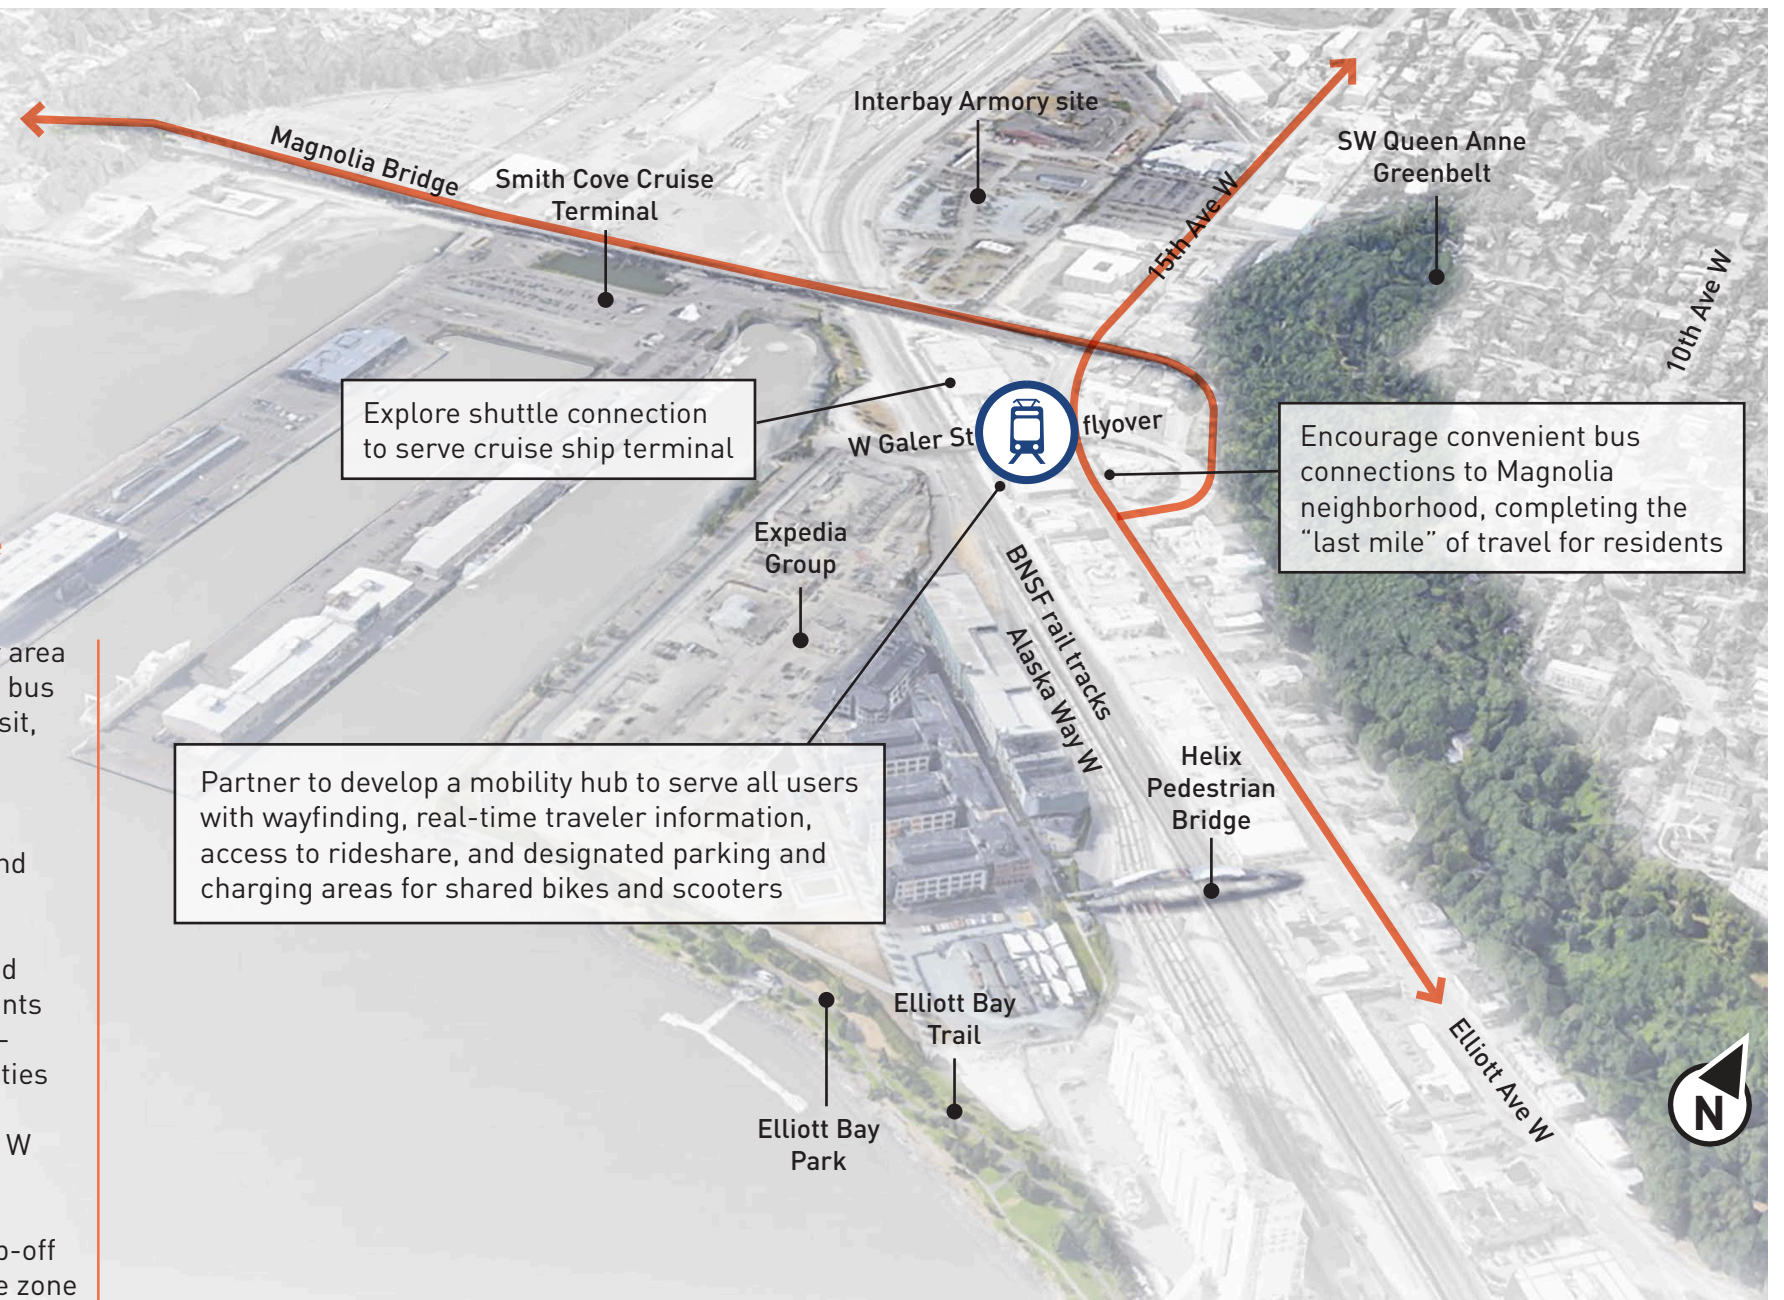 Interbay Armory site
SW Queen Anne
Greenbelt
Magnolia Bridge
Smith Cove Cruise
Terminal
15th Ave W
10th Ave W
Explore shuttle connection
to serve cruise ship terminal
W Galer St
flyover
Encourage convenient bus
connections to Magnolia
neighborhood, completing the
“last mile” of travel for residents
Expedia
Group
BNSF rail tracks
Alaska Way W
area
bus
sit,
Partner to develop a mobility hub to serve all users
with wayfinding, real-time traveler information,
access to rideshare, and designated parking and
charging areas for shared bikes and scooters
Helix
Pedestrian
Bridge
nd
d
nts
-
ties
W
Elliott Bay
Trail
Elliott Bay
Park
Elliott Ave W
N
p-off
e zone